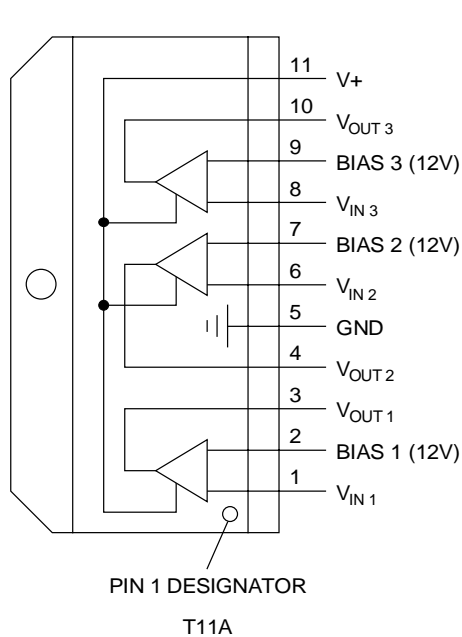 11 V+
10 VOUT 3
9 BIAS 3 (12V)
8 VIN 3
7 BIAS 2 (12V)
6 VIN 2
5 GND
4 VOUT 2
3 VOUT 1
2 BIAS 1 (12V)
1 VIN 1
PIN 1 DESIGNATOR
T11A